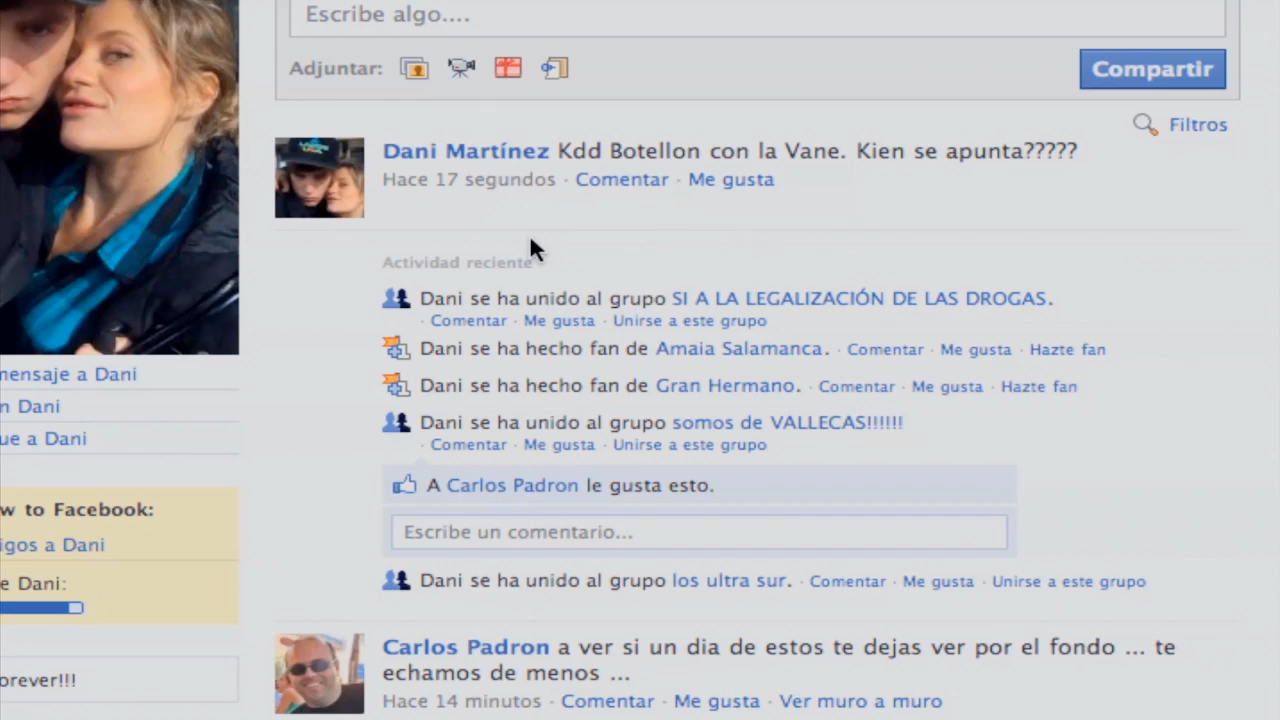 Escribe algo....
Adjuntar:
Compartir
Filtros
Dani Martínez Kdd Botellon con la Vane. Kien se apunta?????
Hace 17 segundos · Comentar · Me gusta
Actividad reciente
Dani se ha unido al grupo SI A LA LEGALIZACIÓN DE LAS DROGAS.
· Comentar · Me gusta · Unirse a este grupo
Dani se ha hecho fan de Amaia Salamanca. · Comentar · Me gusta · Hazte fan
Dani se ha hecho fan de Gran Hermano. · Comentar · Me gusta · Hazte fan
Dani se ha unido al grupo somos de VALLECAS!!!!!!
· Comentar · Me gusta · Unirse a este grupo
A Carlos Padron le gusta esto.
Escribe un comentario...
Dani se ha unido al grupo los ultra sur. · Comentar · Me gusta · Unirse a este grupo
Carlos Padron a ver si un dia de estos te dejas ver por el fondo ... te
echamos de menos ...
Hace 14 minutos · Comentar · Me gusta · Ver muro a muro
mensaje a Dani
n Dani
ue a Dani
w to Facebook:
igos a Dani
e Dani:
orever!!!